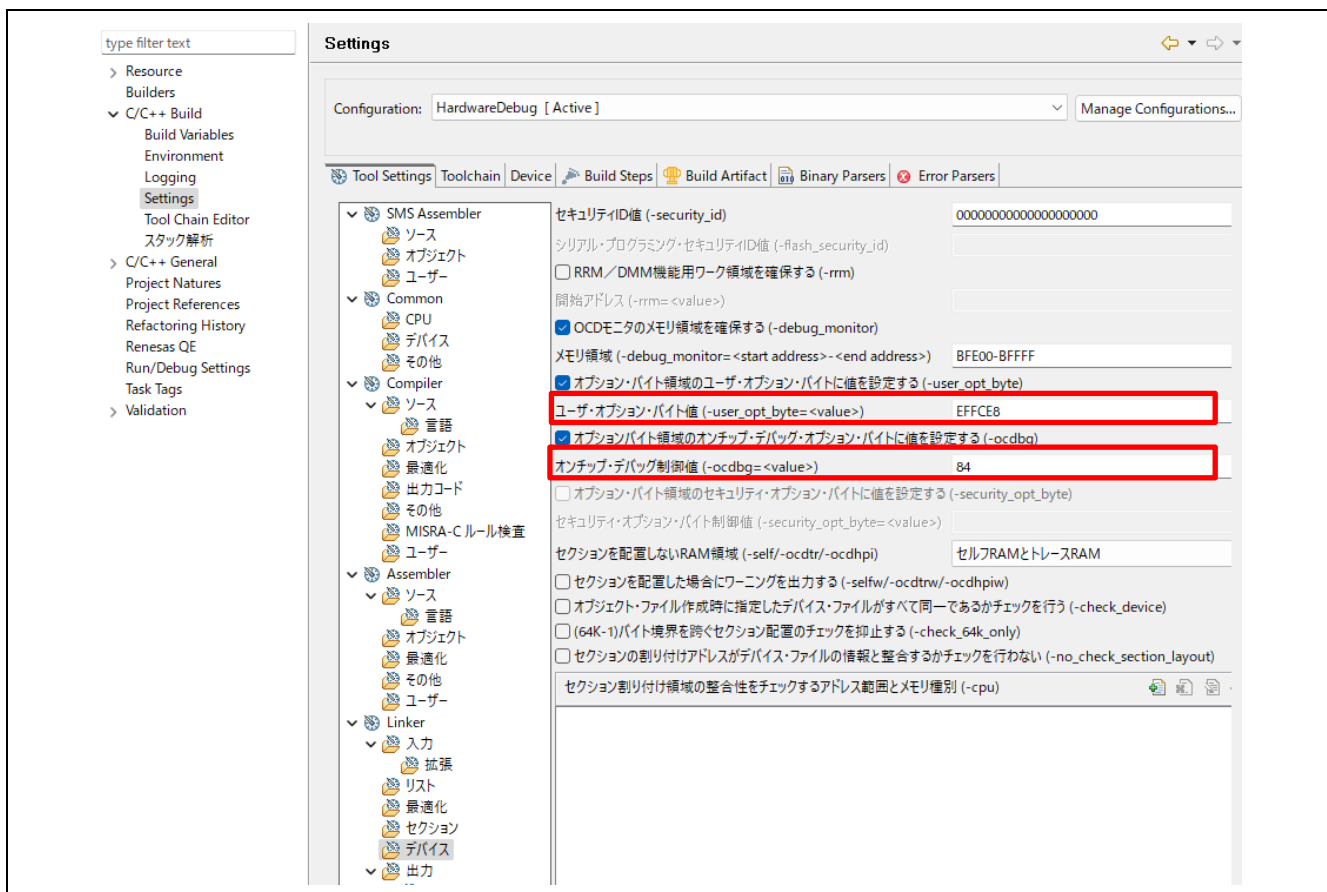 type filter text
Resource
Builders
C/C++ Build
Build Variables
Environment
Logging
Settings
Tool Chain Editor
スタック解析
C/C++ General
Project Natures
Project References
Refactoring History
Renesas QE
Run/Debug Settings
Task Tags
Validation
Settings
Configuration: HardwareDebug [ Active ] Manage Configurations...
Tool Settings Toolchain Device Build Steps Build Artifact Binary Parsers Error Parsers
SMS Assembler
ソース
オブジェクト
ユーザー
Common
CPU
デバイス
その他
Compiler
ソース
言語
オブジェクト
最適化
出力コード
その他
MISRA-C ルール検査
ユーザー
Assembler
ソース
言語
オブジェクト
最適化
その他
ユーザー
Linker
入力
拡張
リスト
最適化
セクション
デバイス
出力
セキュリティID値 (-security_id) 00000000000000000000
シリアル・プログラミング・セキュリティID値 (-flash_security_id)
RRM／DMM機能用ワーク領域を確保する (-rrm)
開始アドレス (-rrm=<value>)
OCDモニタのメモリ領域を確保する (-debug_monitor)
メモリ領域 (-debug_monitor=<start address>-<end address>) BFE00-BFFFF
オプション・バイト領域のユーザ・オプション・バイトに値を設定する (-user_opt_byte)
ユーザ・オプション・バイト値 (-user_opt_byte=<value>) EFFCE8
オプションバイト領域のオンチップ・デバッグ・オプション・バイトに値を設定する (-ocdbg)
オンチップ・デバッグ制御値 (-ocdbg=<value>) 84
オプション・バイト領域のセキュリティ・オプション・バイトに値を設定する (-security_opt_byte)
セキュリティ・オプション・バイト制御値 (-security_opt_byte=<value>)
セクションを配置しないRAM領域 (-self/-ocdtr/-ocdhpi) セルフRAMとトレースRAM
セクションを配置した場合にワーニングを出力する (-selfw/-ocdtrw/-ocdhpiw)
オブジェクト・ファイル作成時に指定したデバイス・ファイルがすべて同一であるかチェックを行う (-check_device)
(64K-1)バイト境界を跨ぐセクション配置のチェックを抑止する (-check_64k_only)
セクションの割り付けアドレスがデバイス・ファイルの情報と整合するかチェックを行わない (-no_check_section_layout)
セクション割り付け領域の整合性をチェックするアドレス範囲とメモリ種別 (-cpu)